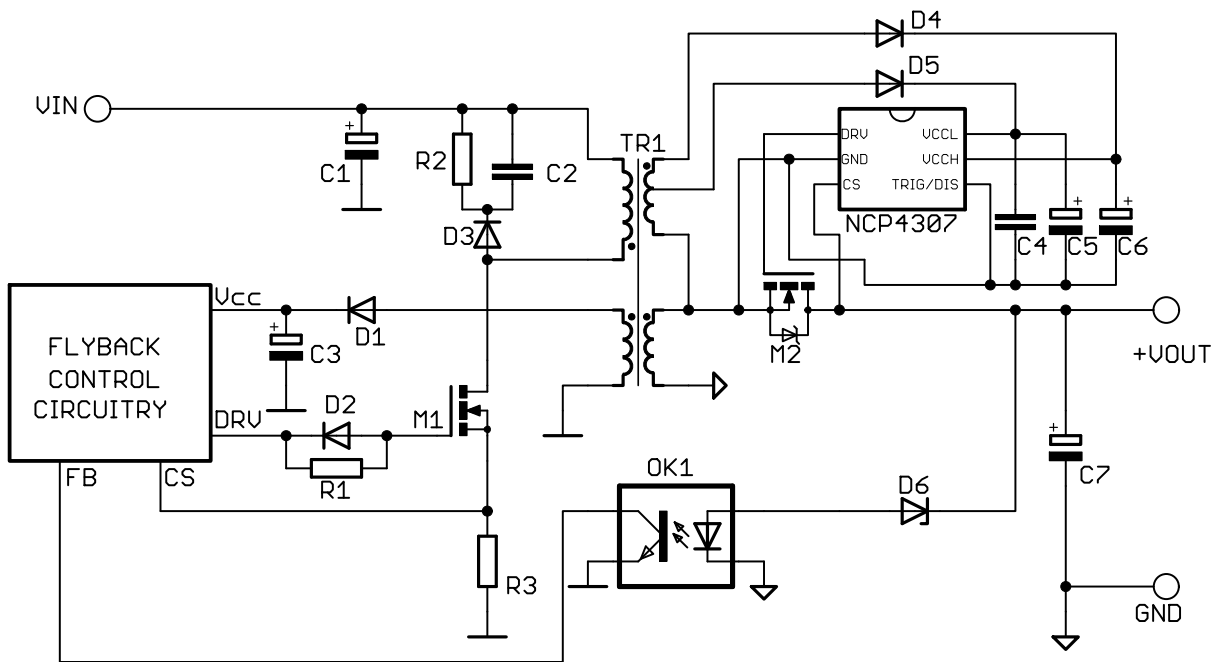 D4
D5
VIN
TR1
DRV
VCCL
GND
VCCH
CS
TRIG/DIS
NCP4307
C1
R2
C2
D3
C4
C5
C6
Vcc
D1
M2
+VOUT
FLYBACK
CONTROL
CIRCUITRY
C3
D2
M1
DRV
R1
FB
CS
OK1
D6
C7
R3
GND
+
+
+
+
+